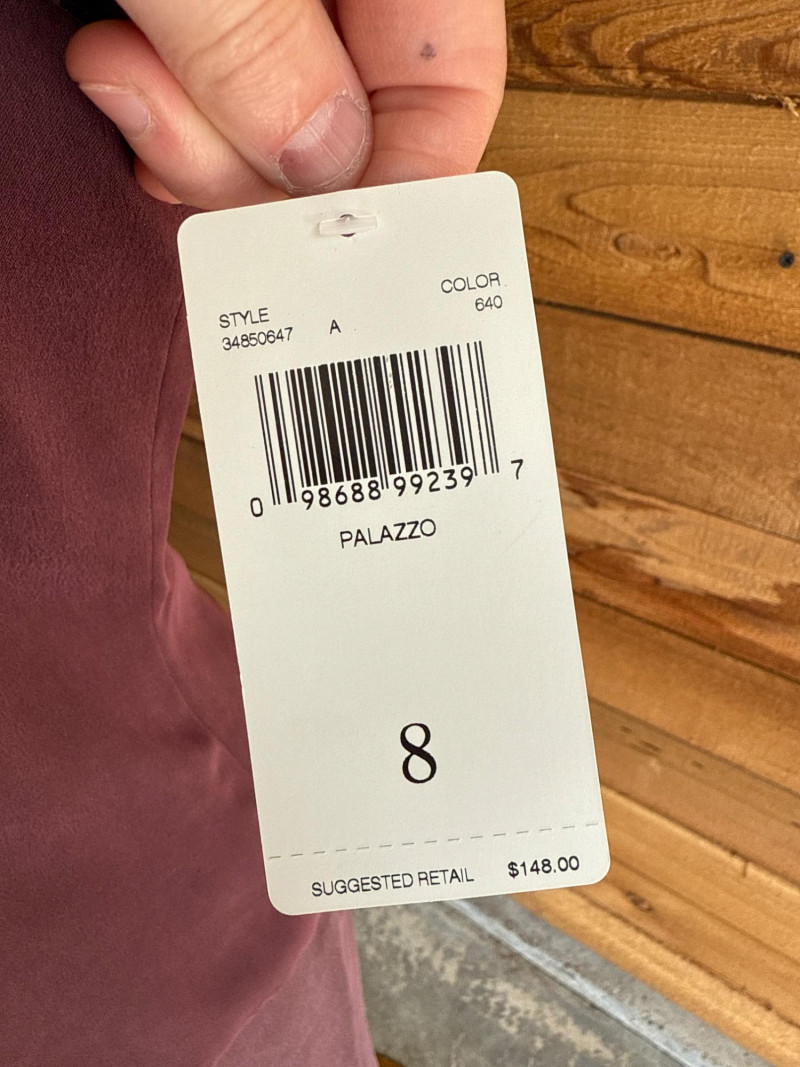 STYLE
34850647
A
COLOR
640
0 98688 99239 7
PALAZZO
8
SUGGESTED RETAIL $148.00